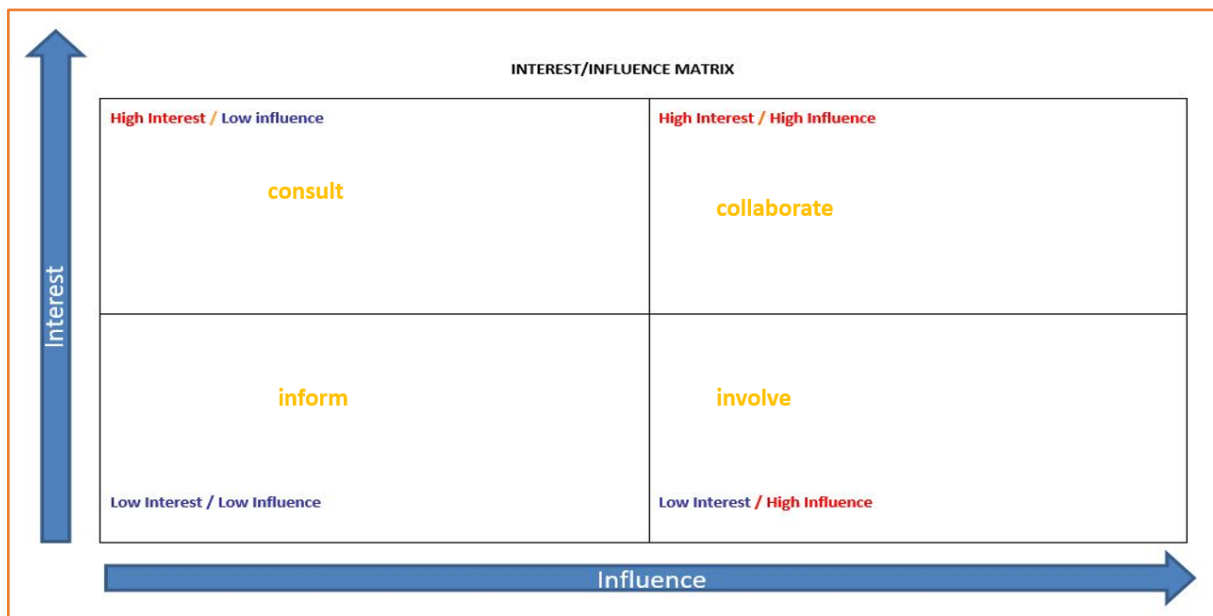 INTEREST/INFLUENCE MATRIX
High Interest / Low influence
High Interest / High Influence
consult
collaborate
Interest
inform
involve
Low Interest / Low Influence
Low Interest / High Influence
Influence